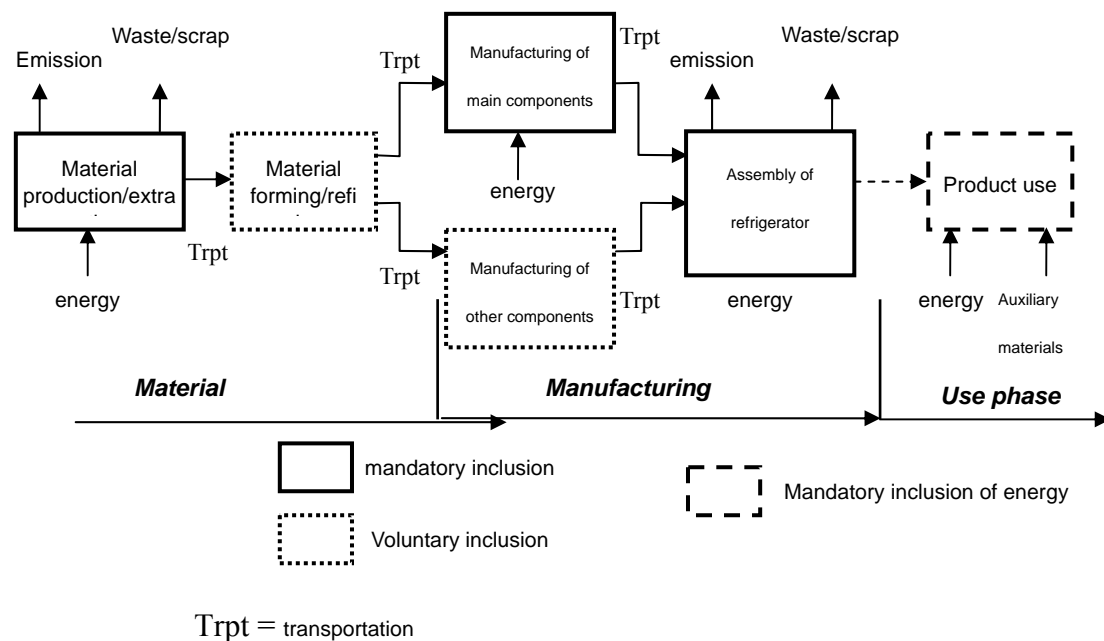 Waste/scrap
Emission
Material
production/extra
energy
Trpt
Material
forming/refi
Trpt
Trpt
Manufacturing of
main components
energy
Manufacturing of
other components
Trpt
Trpt
Waste/scrap
emission
Assembly of
refrigerator
energy
Product use
energy
Auxiliary
materials
Material
Manufacturing
Use phase
mandatory inclusion
Voluntary inclusion
Mandatory inclusion of energy
Trpt = transportation